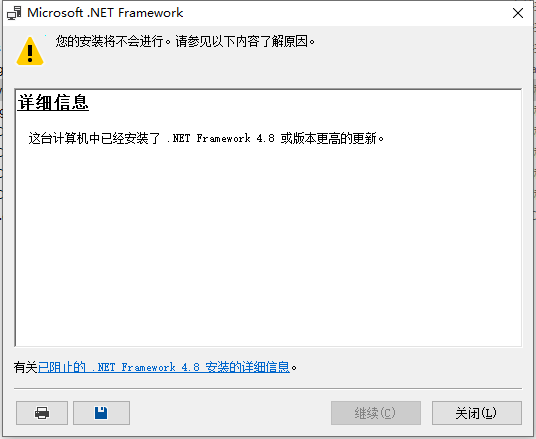 Microsoft .NET Framework
您的安装将不会进行。请参见以下内容了解原因。
详细信息
这台计算机中已经安装了 .NET Framework 4.8 或版本更高的更新。
有关已阻止的 .NET Framework 4.8 安装的详细信息。
继续(C)
关闭(L)